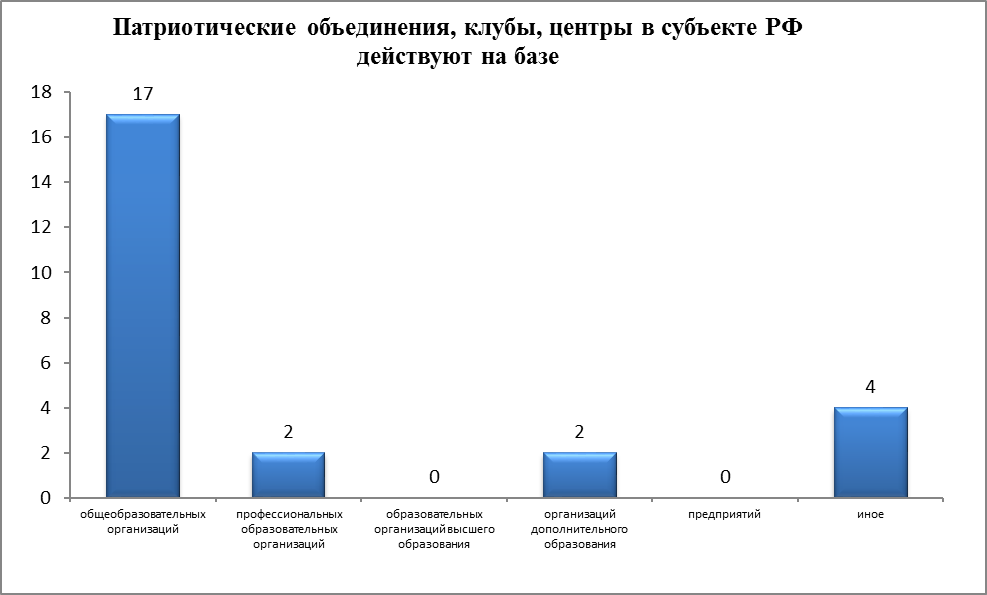 Патриотические объединения, клубы, центры в субъекте РФ
действуют на базе
18
16
14
12
10
8
6
4
2
0
17
2
0
2
0
4
общеобразовательных
организаций
профессиональных
образовательных
организаций
образовательных
организаций высшего
образования
организаций
дополнительного
образования
предприятий
иное